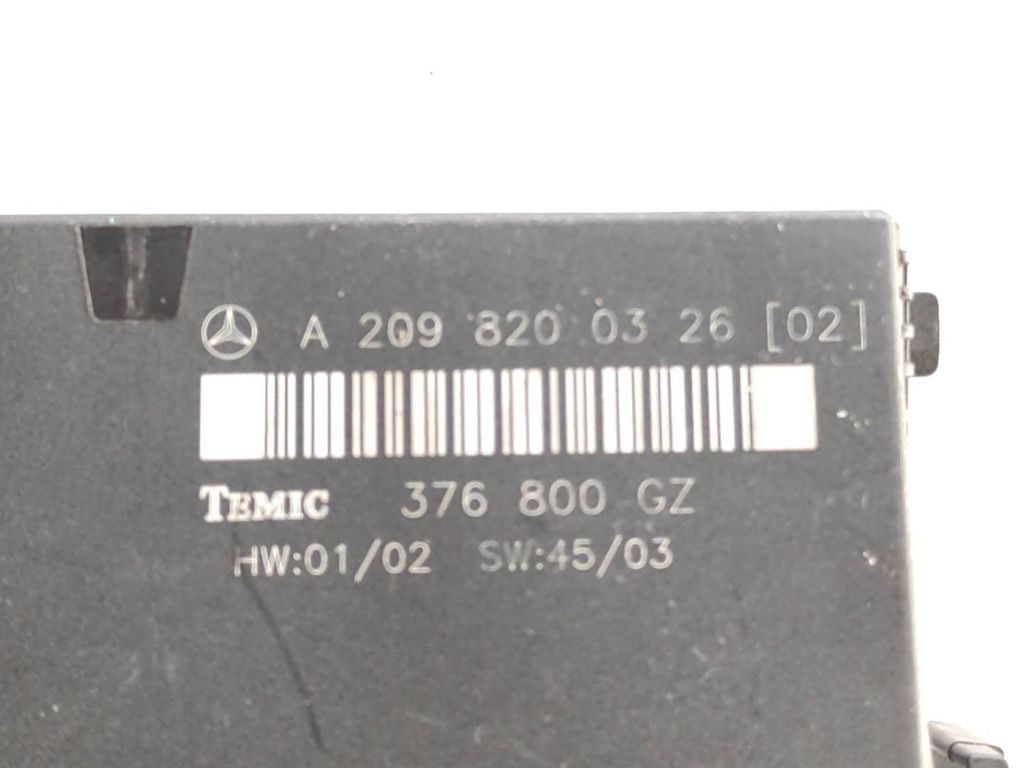 A 209 820 03 26 [02]
TEMIC 376 800 GZ
HW:01/02 SW:45/03